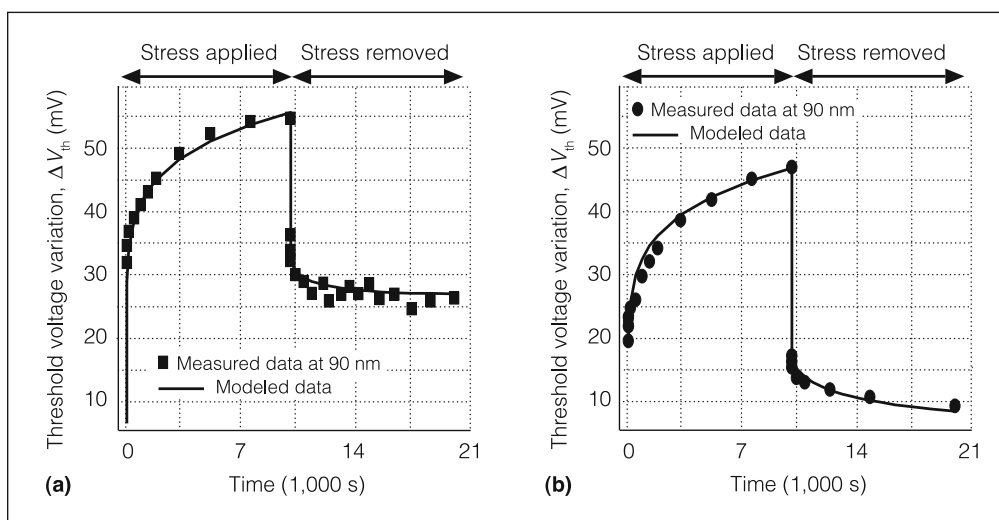 Stress applied Stress removed
Threshold voltage variation, ΔVth (mV)
50
40
30
20
10
Measured data at 90 nm
Modeled data
0 7 14 21
(a) Time (1,000 s)
Stress applied Stress removed
Threshold voltage variation, ΔVth (mV)
Measured data at 90 nm
Modeled data
50
40
30
20
10
0 7 14 21
(b) Time (1,000 s)